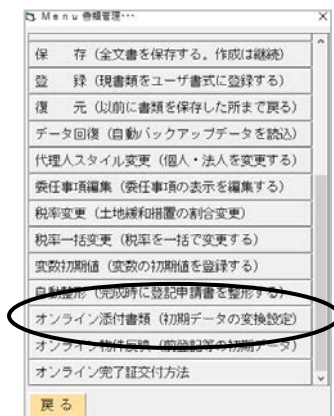 Menu 書類管理･･･
保　存（全文書を保存する。作成は継続）
登　録（現書類をユーザ書式に登録する）
復　元（以前に書類を保存した所まで戻る）
データ回復（自動バックアップデータを読込）
代理人スタイル変更（個人・法人を変更する）
委任事項編集（委任事項の表示を編集する）
税率変更（土地緩和措置の割合変更）
税率一括変更（税率を一括で変更する）
変数初期値（変数の初期値を登録する）
自動整形（完成時に登記申請書を整形する）
オンライン添付書類（初期データの変換設定）
オンライン物件反映（前登記等の初期データ）
オンライン完了証交付方法
戻る